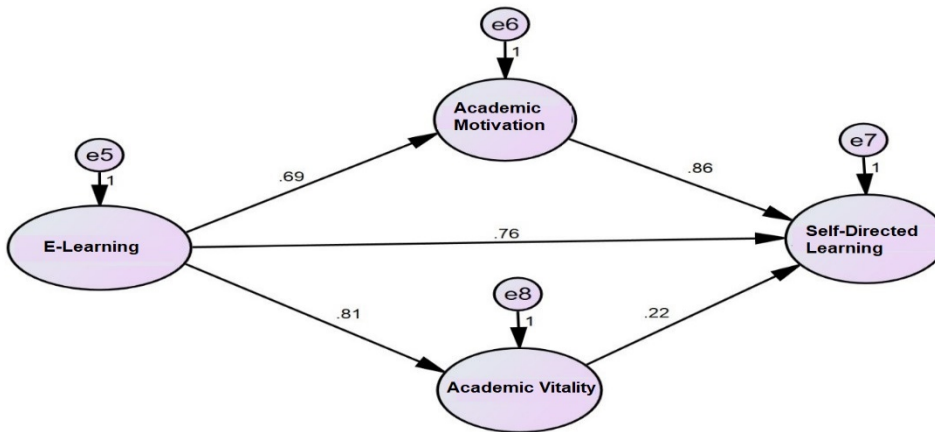 e6
1
Academic
Motivation
e5
1
.69
.86
e7
1
E-Learning
.76
Self-Directed
Learning
e8
1
.81
.22
Academic Vitality